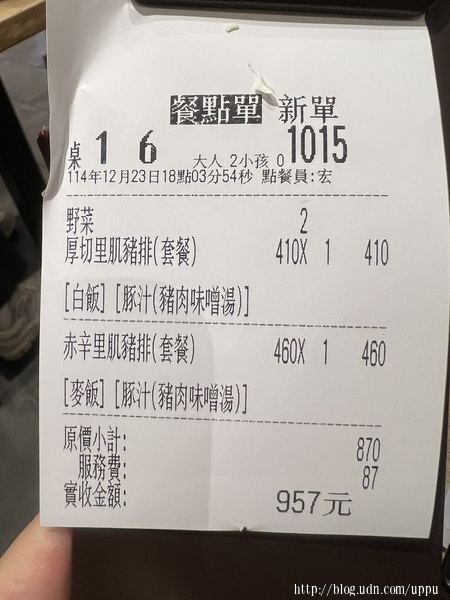 餐點單 新單
桌 1 6 大人 2小孩 0 1015
114年12月23日18點03分54秒 點餐員:宏
野菜 2
厚切里肌豬排(套餐) 410X 1 410
[白飯] [豚汁(豬肉味噌湯)]
赤辛里肌豬排(套餐) 460X 1 460
[麥飯] [豚汁(豬肉味噌湯)]
原價小計: 870
服務費: 87
實收金額: 957元
http://blog.udn.com/uppu